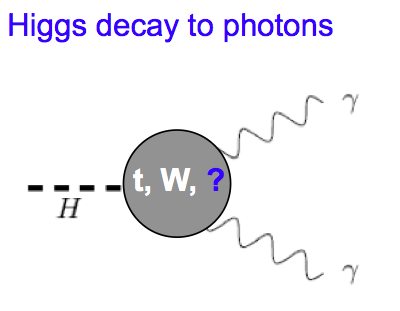 Higgs decay to photons
γ
t, W, ?
H
γ